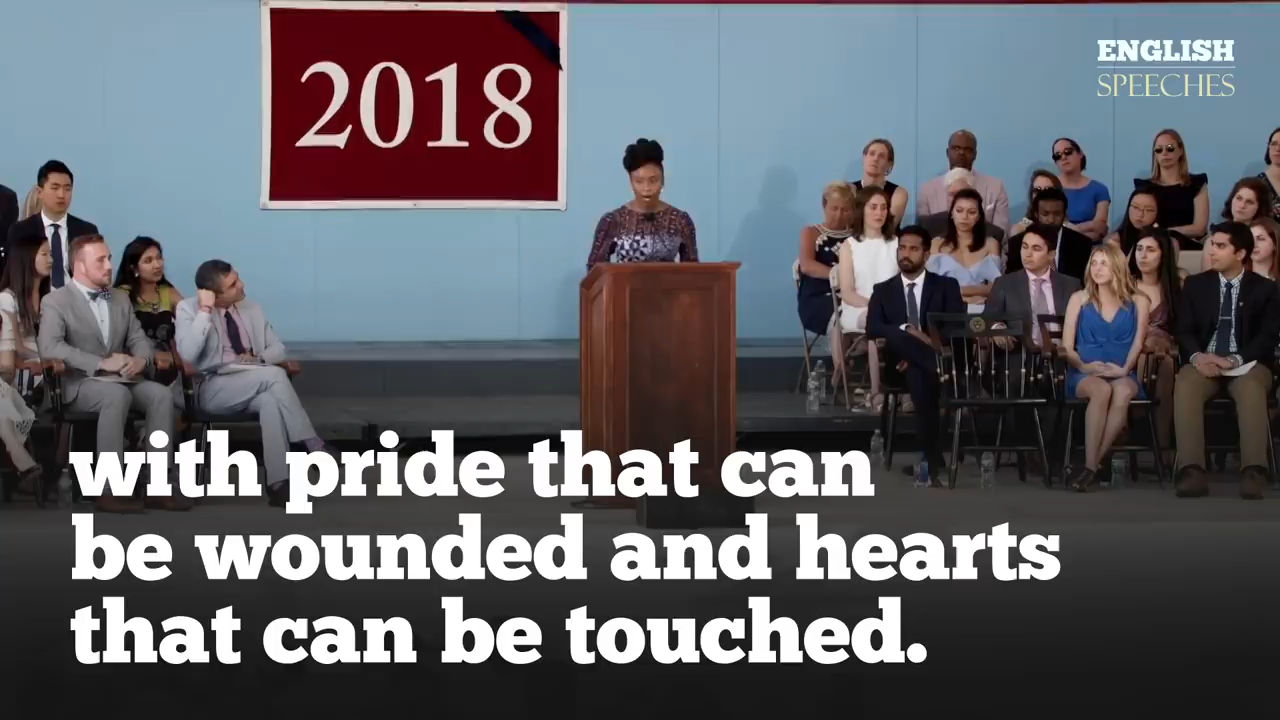 2018
ENGLISH
SPEECHES
with pride that can
be wounded and hearts
that can be touched.